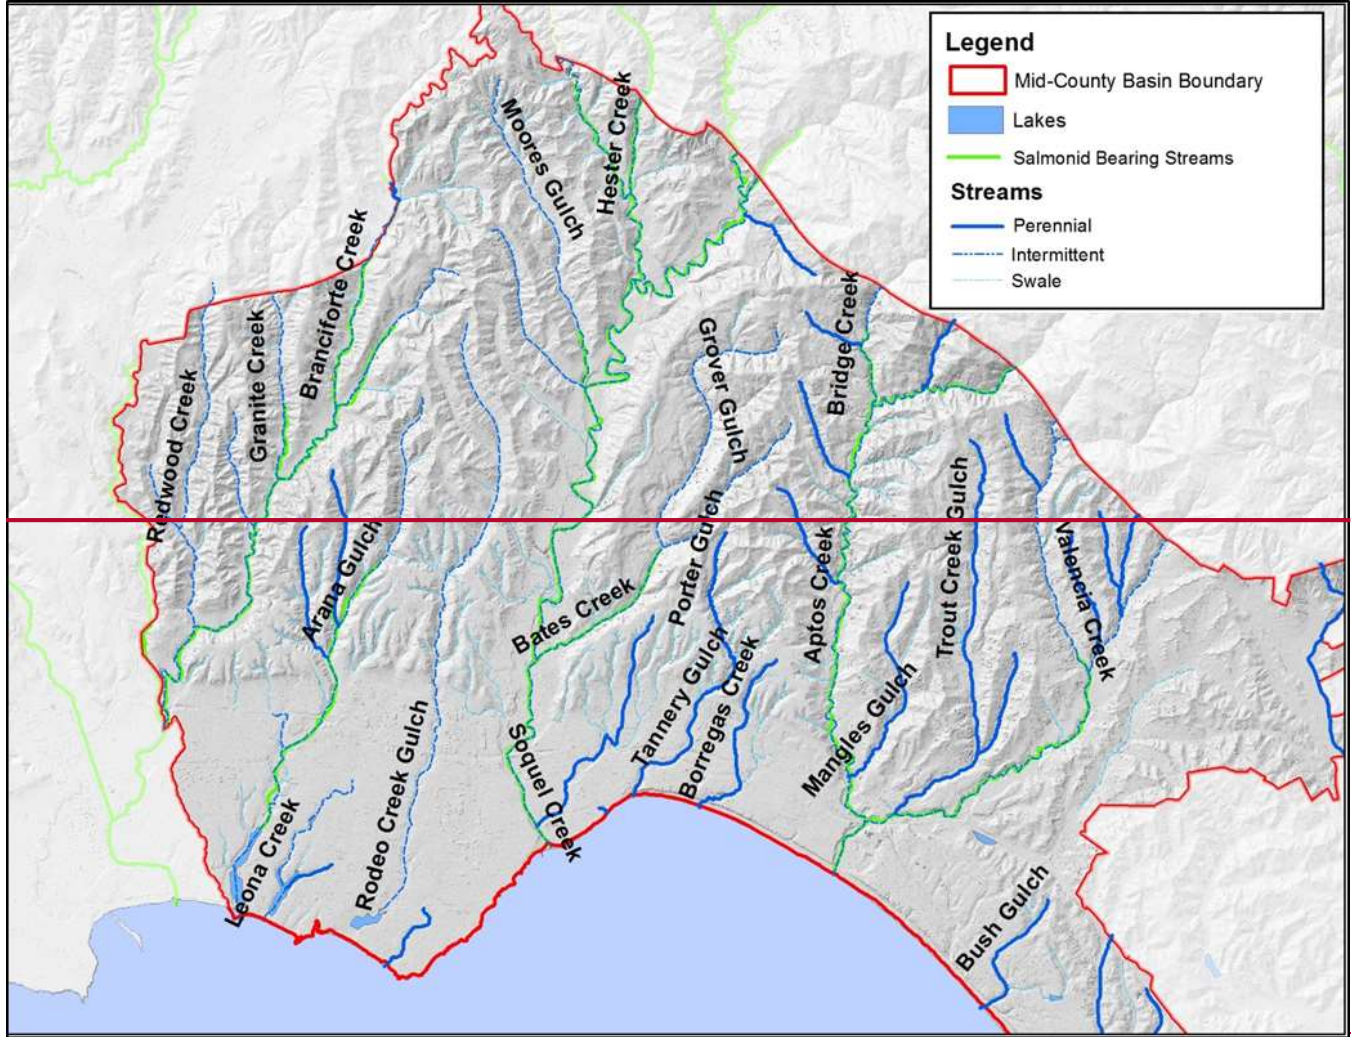 Legend
Mid-County Basin Boundary
Lakes
Salmonid Bearing Streams
Streams
Perennial
Intermittent
Swale
Moores Gulch
Hester Creek
Branciforte Creek
Granite Creek
Redwood Creek
Grover Gulch
Bridge Creek
Arana Gulch
Porter Gulch
Aptos Creek
Trout Creek Gulch
Valencia Creek
Bates Creek
Tannery Gulch
Borregas Creek
Mangles Gulch
Soquel Creek
Rodeo Creek Gulch
Leona Creek
Bush Gulch